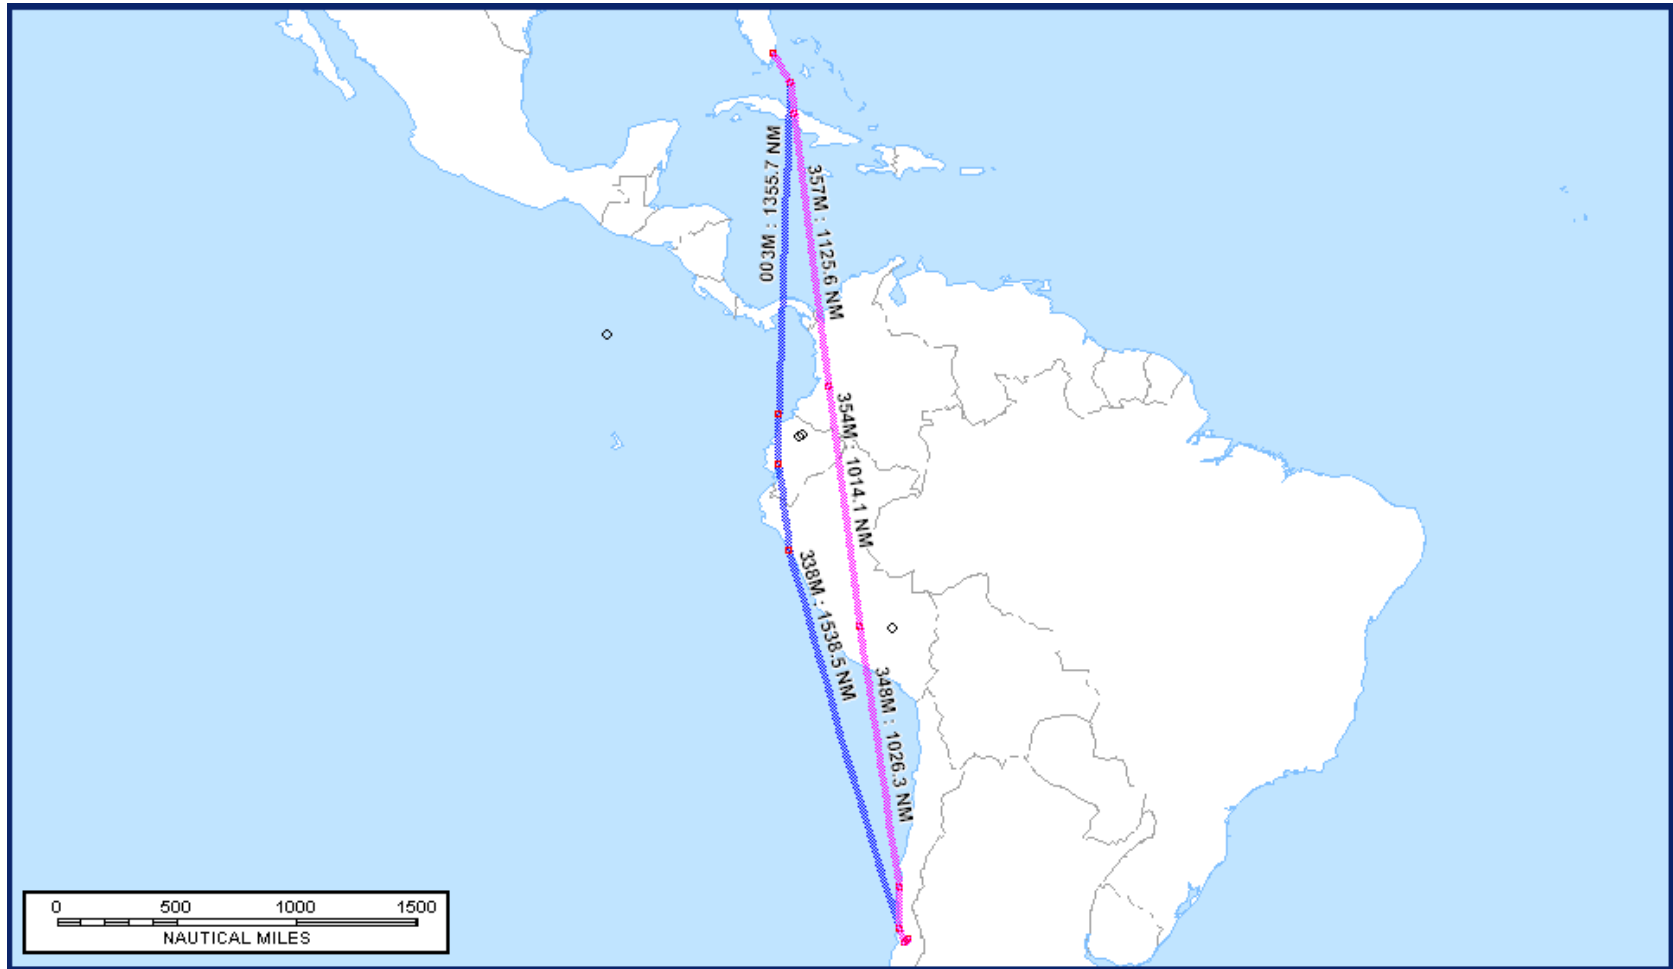 003M : 1355.7 NM
357M : 1125.6 NM
354M : 1014.1 NM
338M : 1538.5 NM
348M : 1026.3 NM
0 500 1000 1500
NAUTICAL MILES